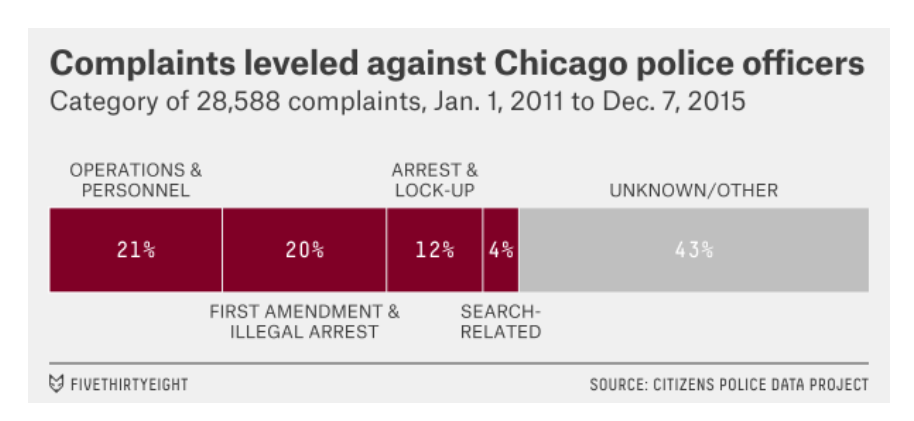 Complaints leveled against Chicago police officers
Category of 28,588 complaints, Jan. 1, 2011 to Dec. 7, 2015
OPERATIONS &
PERSONNEL
ARREST &
LOCK-UP
UNKNOWN/OTHER
21%
20%
12%
4%
43%
FIRST AMENDMENT &
ILLEGAL ARREST
SEARCH-
RELATED
FIVETHIRTYEIGHT
SOURCE: CITIZENS POLICE DATA PROJECT